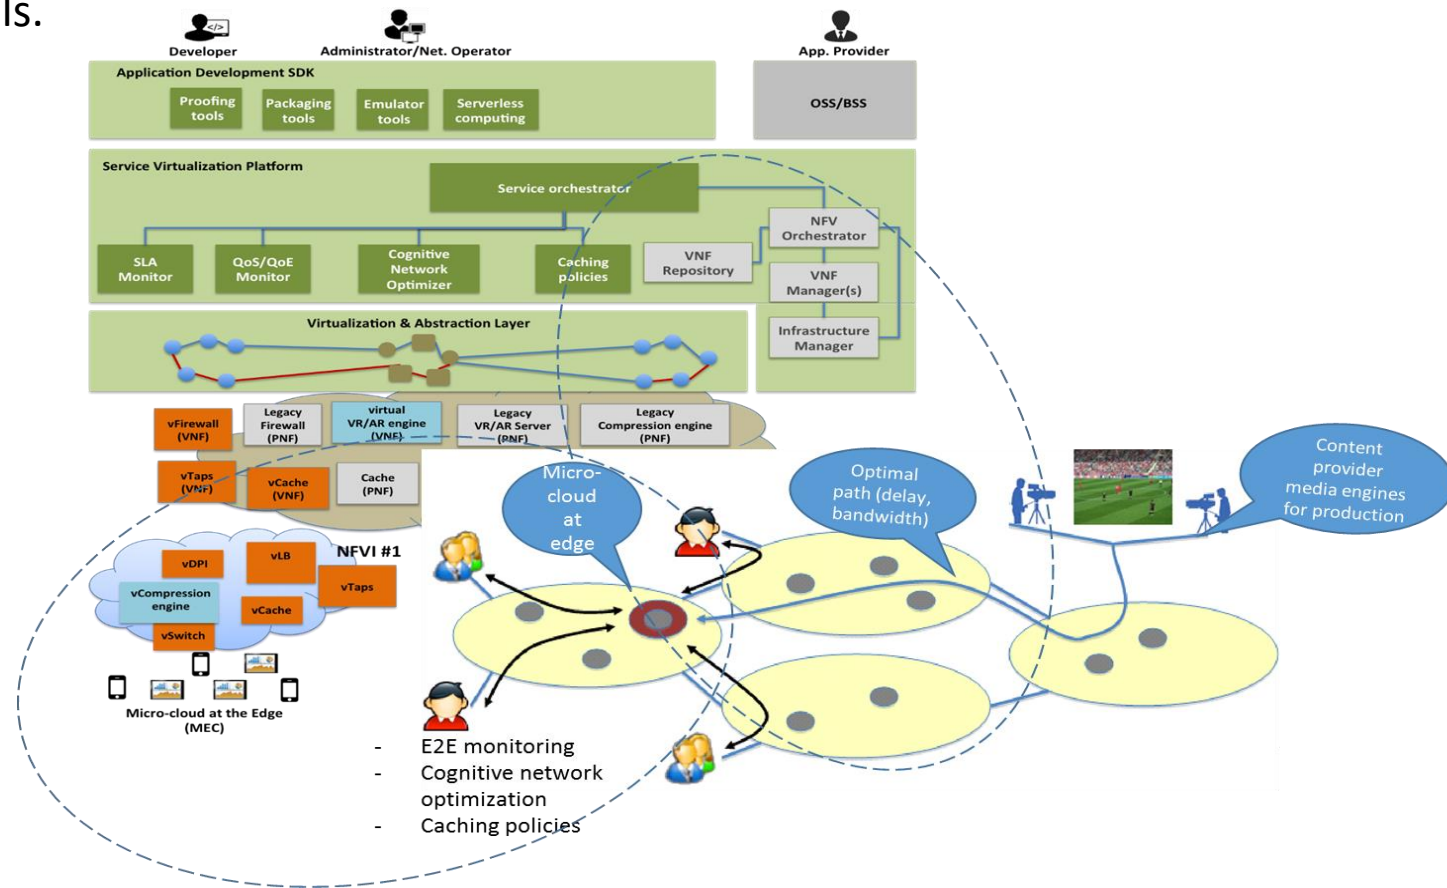 ls.
Developer
Administrator/Net. Operator
App. Provider
Application Development SDK
Proofing
tools
Packaging
tools
Emulator
tools
Serverless
computing
OSS/BSS
Service Virtualization Platform
Service orchestrator
NFV
Orchestrator
SLA
Monitor
QoS/QoE
Monitor
Cognitive
Network
Optimizer
Caching
policies
VNF
Repository
VNF
Manager(s)
Virtualization & Abstraction Layer
Infrastructure
Manager
vFirewall
(VNF)
Legacy
Firewall
(PNF)
virtual
VR/AR engine
(VNF)
Legacy
VR/AR Server
(PNF)
Legacy
Compression engine
(PNF)
vTaps
(VNF)
vCache
(VNF)
Cache
(PNF)
Micro-
cloud
at
edge
Optimal
path (delay,
bandwidth)
Content
provider
media engines
for production
NFVI #1
vDPI
vLB
vTaps
vCompression
engine
vCache
vSwitch
Micro-cloud at the Edge
(MEC)
- E2E monitoring
- Cognitive network
optimization
- Caching policies